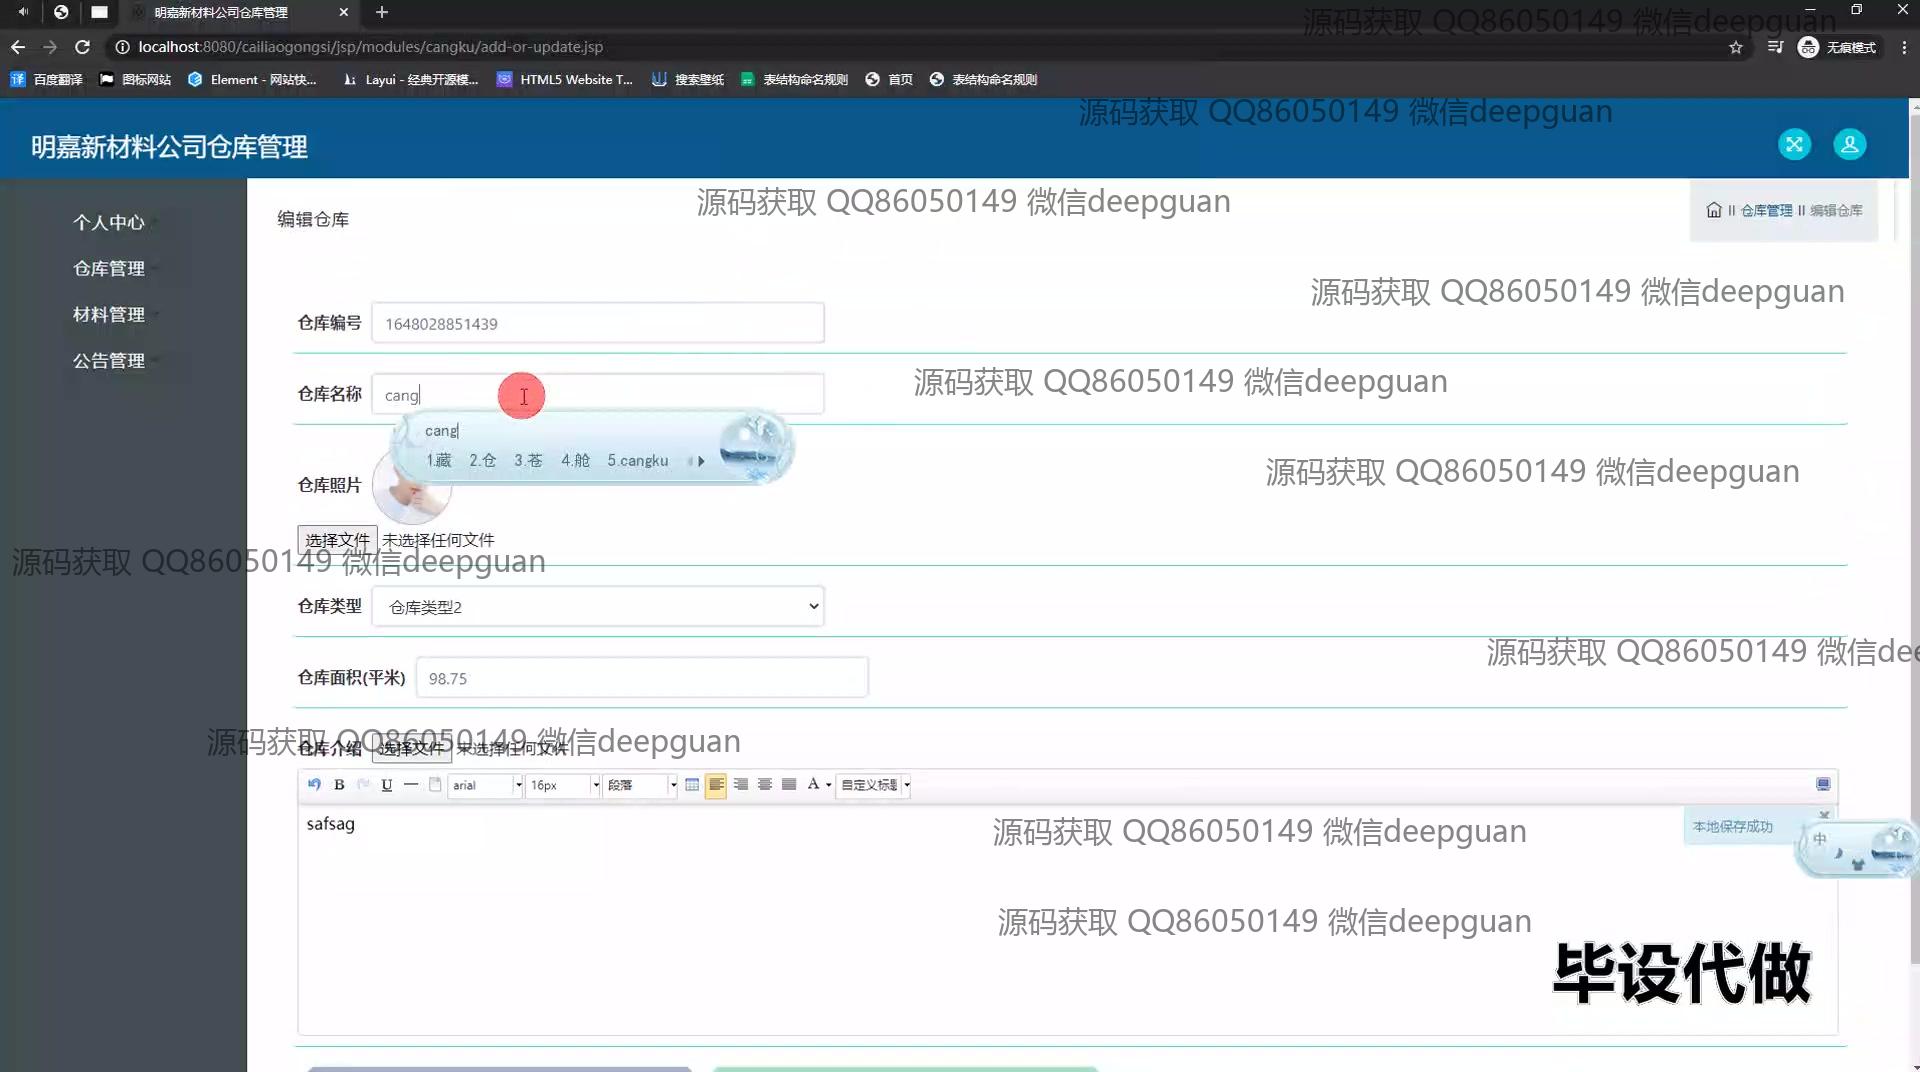 明嘉新材料公司仓库管理
源码获取 QQ86050149 微信deepguan
localhost:8080/cailiaogongsi/jsp/modules/cangku/add-or-update.jsp
无痕模式
百度翻译 图标网站 Element - 网站快... Layui - 经典开源模... HTML5 Website T... 搜索壁纸 表结构命名规则 首页 表结构命名规则
源码获取 QQ86050149 微信deepguan
明嘉新材料公司仓库管理
个人中心
仓库管理
材料管理
公告管理
编辑仓库
源码获取 QQ86050149 微信deepguan
仓库管理 编辑仓库
源码获取 QQ86050149 微信deepguan
仓库编号 1648028851439
源码获取 QQ86050149 微信deepguan
仓库名称 cang
cang
1.藏 2.仓 3.苍 4.舱 5.cangku
源码获取 QQ86050149 微信deepguan
仓库照片
选择文件 未选择任何文件
源码获取 QQ86050149 微信deepguan
仓库类型 仓库类型2
源码获取 QQ86050149 微信dee
仓库面积(平米) 98.75
源码获取 QQ86050149 微信deepguan
仓库介绍 选择文件 未选择任何文件
B U arial 16px 段落 A 自定义标题
safsag
源码获取 QQ86050149 微信deepguan
本地保存成功
中
源码获取 QQ86050149 微信deepguan
毕设代做